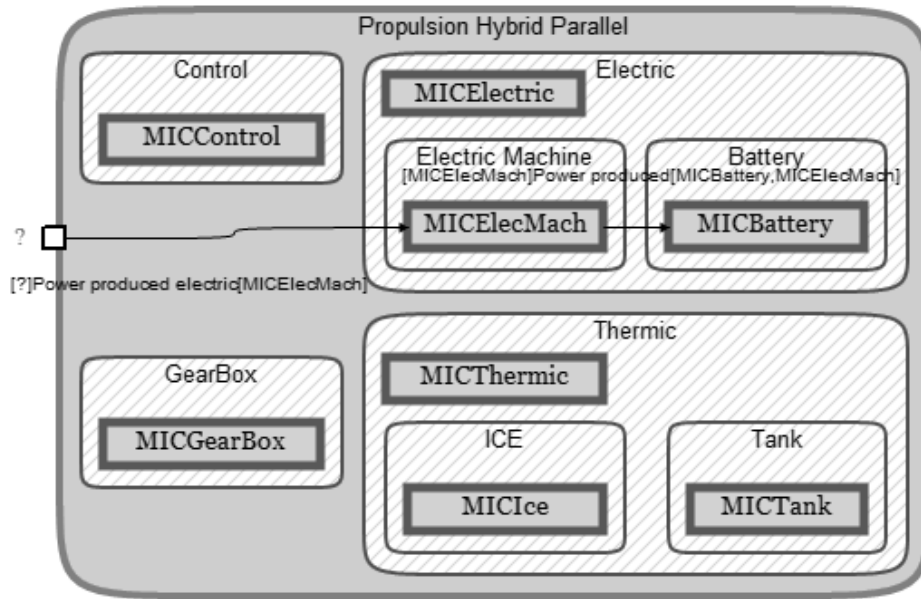 Propulsion Hybrid Parallel
Control
MICControl
Electric
MICElectric
Electric Machine
Battery
[MICElecMach]Power produced[MICBattery,MICElecMach]
MICElecMach
MICBattery
?
[?]Power produced electric[MICElecMach]
GearBox
MICGearBox
Thermic
MICThermic
ICE
MICIce
Tank
MICTank